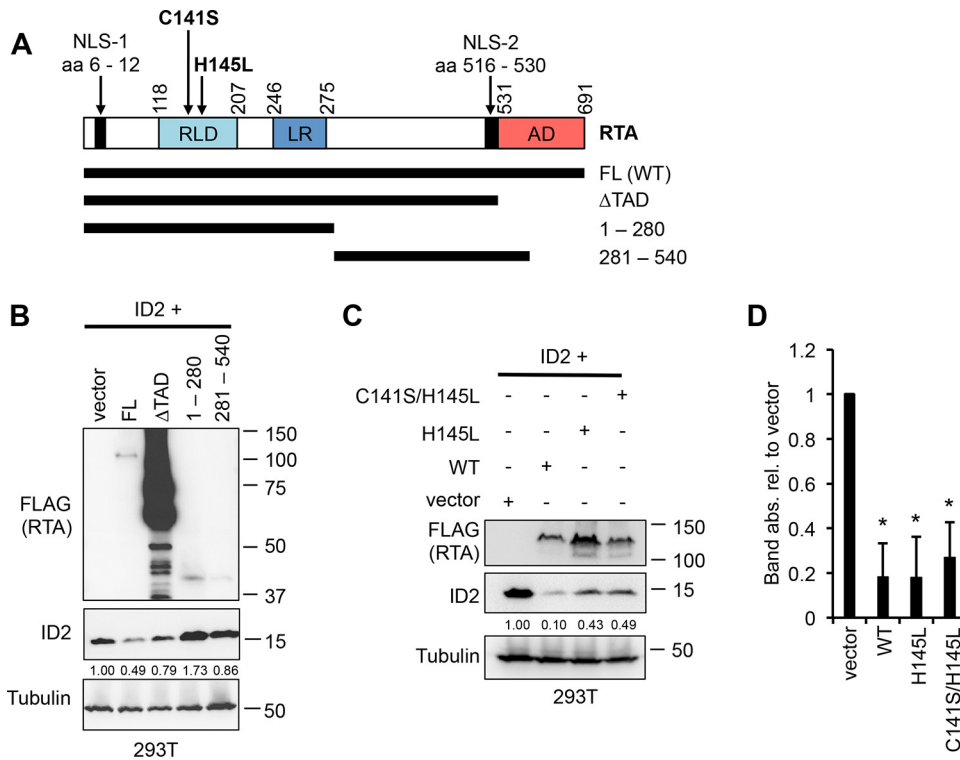 A
C141S
NLS-1
aa 6 - 12
H145L
NLS-2
aa 516 - 530
118
207
246
275
531
691
RLD
LR
AD
RTA
FL (WT)
ΔTAD
1 – 280
281 – 540
B
ID2 +
vector
FL
ΔTAD
1 – 280
281 – 540
FLAG
(RTA)
150
100
75
50
37
ID2
15
1.00 0.49 0.79 1.73 0.86
Tubulin
50
293T
C
ID2 +
C141S/H145L - - - +
H145L - - + -
WT - + - -
vector + - - -
FLAG
(RTA)
150
100
ID2
15
1.00 0.10 0.43 0.49
Tubulin
50
293T
D
Band abs. rel. to vector
1.2
1
0.8
0.6
0.4
0.2
0
* * *
vector
WT
H145L
C141S/H145L